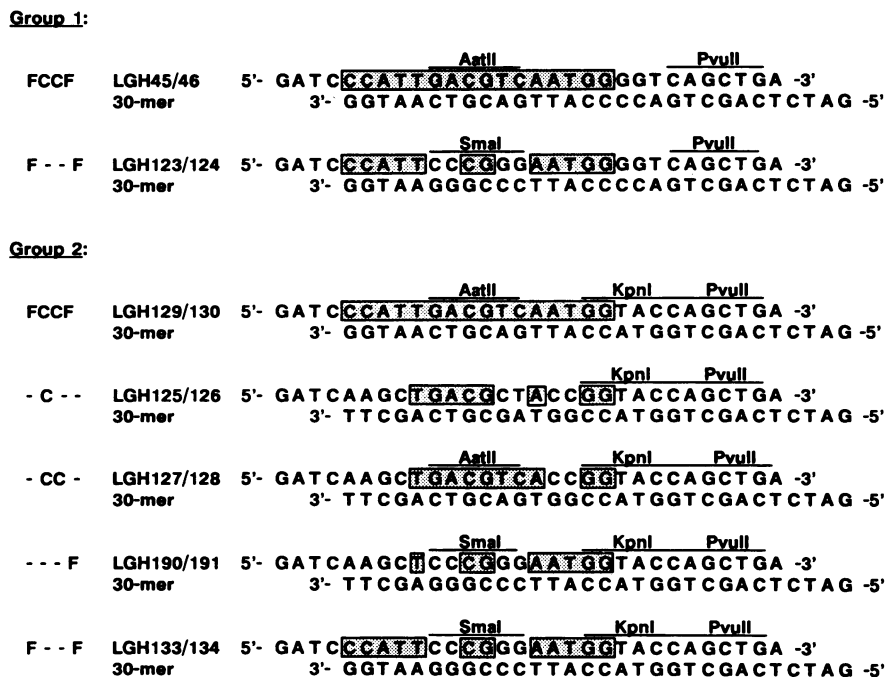 Group 1:
AatII PvuII
FCCF LGH45/46 5'- GATCCCATTGACGTCAATGGGGTCAGCTGA -3'
30-mer 3'- GGTAACTGCAGTTACCCCAGTCGACTCTAG -5'
SmaI PvuII
F - - F LGH123/124 5'- GATCCCATTCCCGGGAATGGGGTCAGCTGA -3'
30-mer 3'- GGTAAGGGCCCTTACCCCAGTCGACTCTAG -5'
Group 2:
AatII KpnI PvuII
FCCF LGH129/130 5'- GATCCCATTGACGTCAATGGTACCAGCTGA -3'
30-mer 3'- GGTAACTGCAGTTACCATGGTCGACTCTAG -5'
KpnI PvuII
- C - - LGH125/126 5'- GATCAAGCTGACGCTACCGGTACCAGCTGA -3'
30-mer 3'- TTCGACTGCGATGGCCATGGTCGACTCTAG -5'
AatII KpnI PvuII
- CC - LGH127/128 5'- GATCAAGCTGACGTCACCGGTACCAGCTGA -3'
30-mer 3'- TTCGACTGCAGTGGCCATGGTCGACTCTAG -5'
SmaI KpnI PvuII
- - - F LGH190/191 5'- GATCAAGCTCCCGGGAATGGTACCAGCTGA -3'
30-mer 3'- TTCGAGGGCCCTTACCATGGTCGACTCTAG -5'
SmaI KpnI PvuII
F - - F LGH133/134 5'- GATCCCATTCCCGGGAATGGTACCAGCTGA -3'
30-mer 3'- GGTAAGGGCCCTTACCATGGTCGACTCTAG -5'